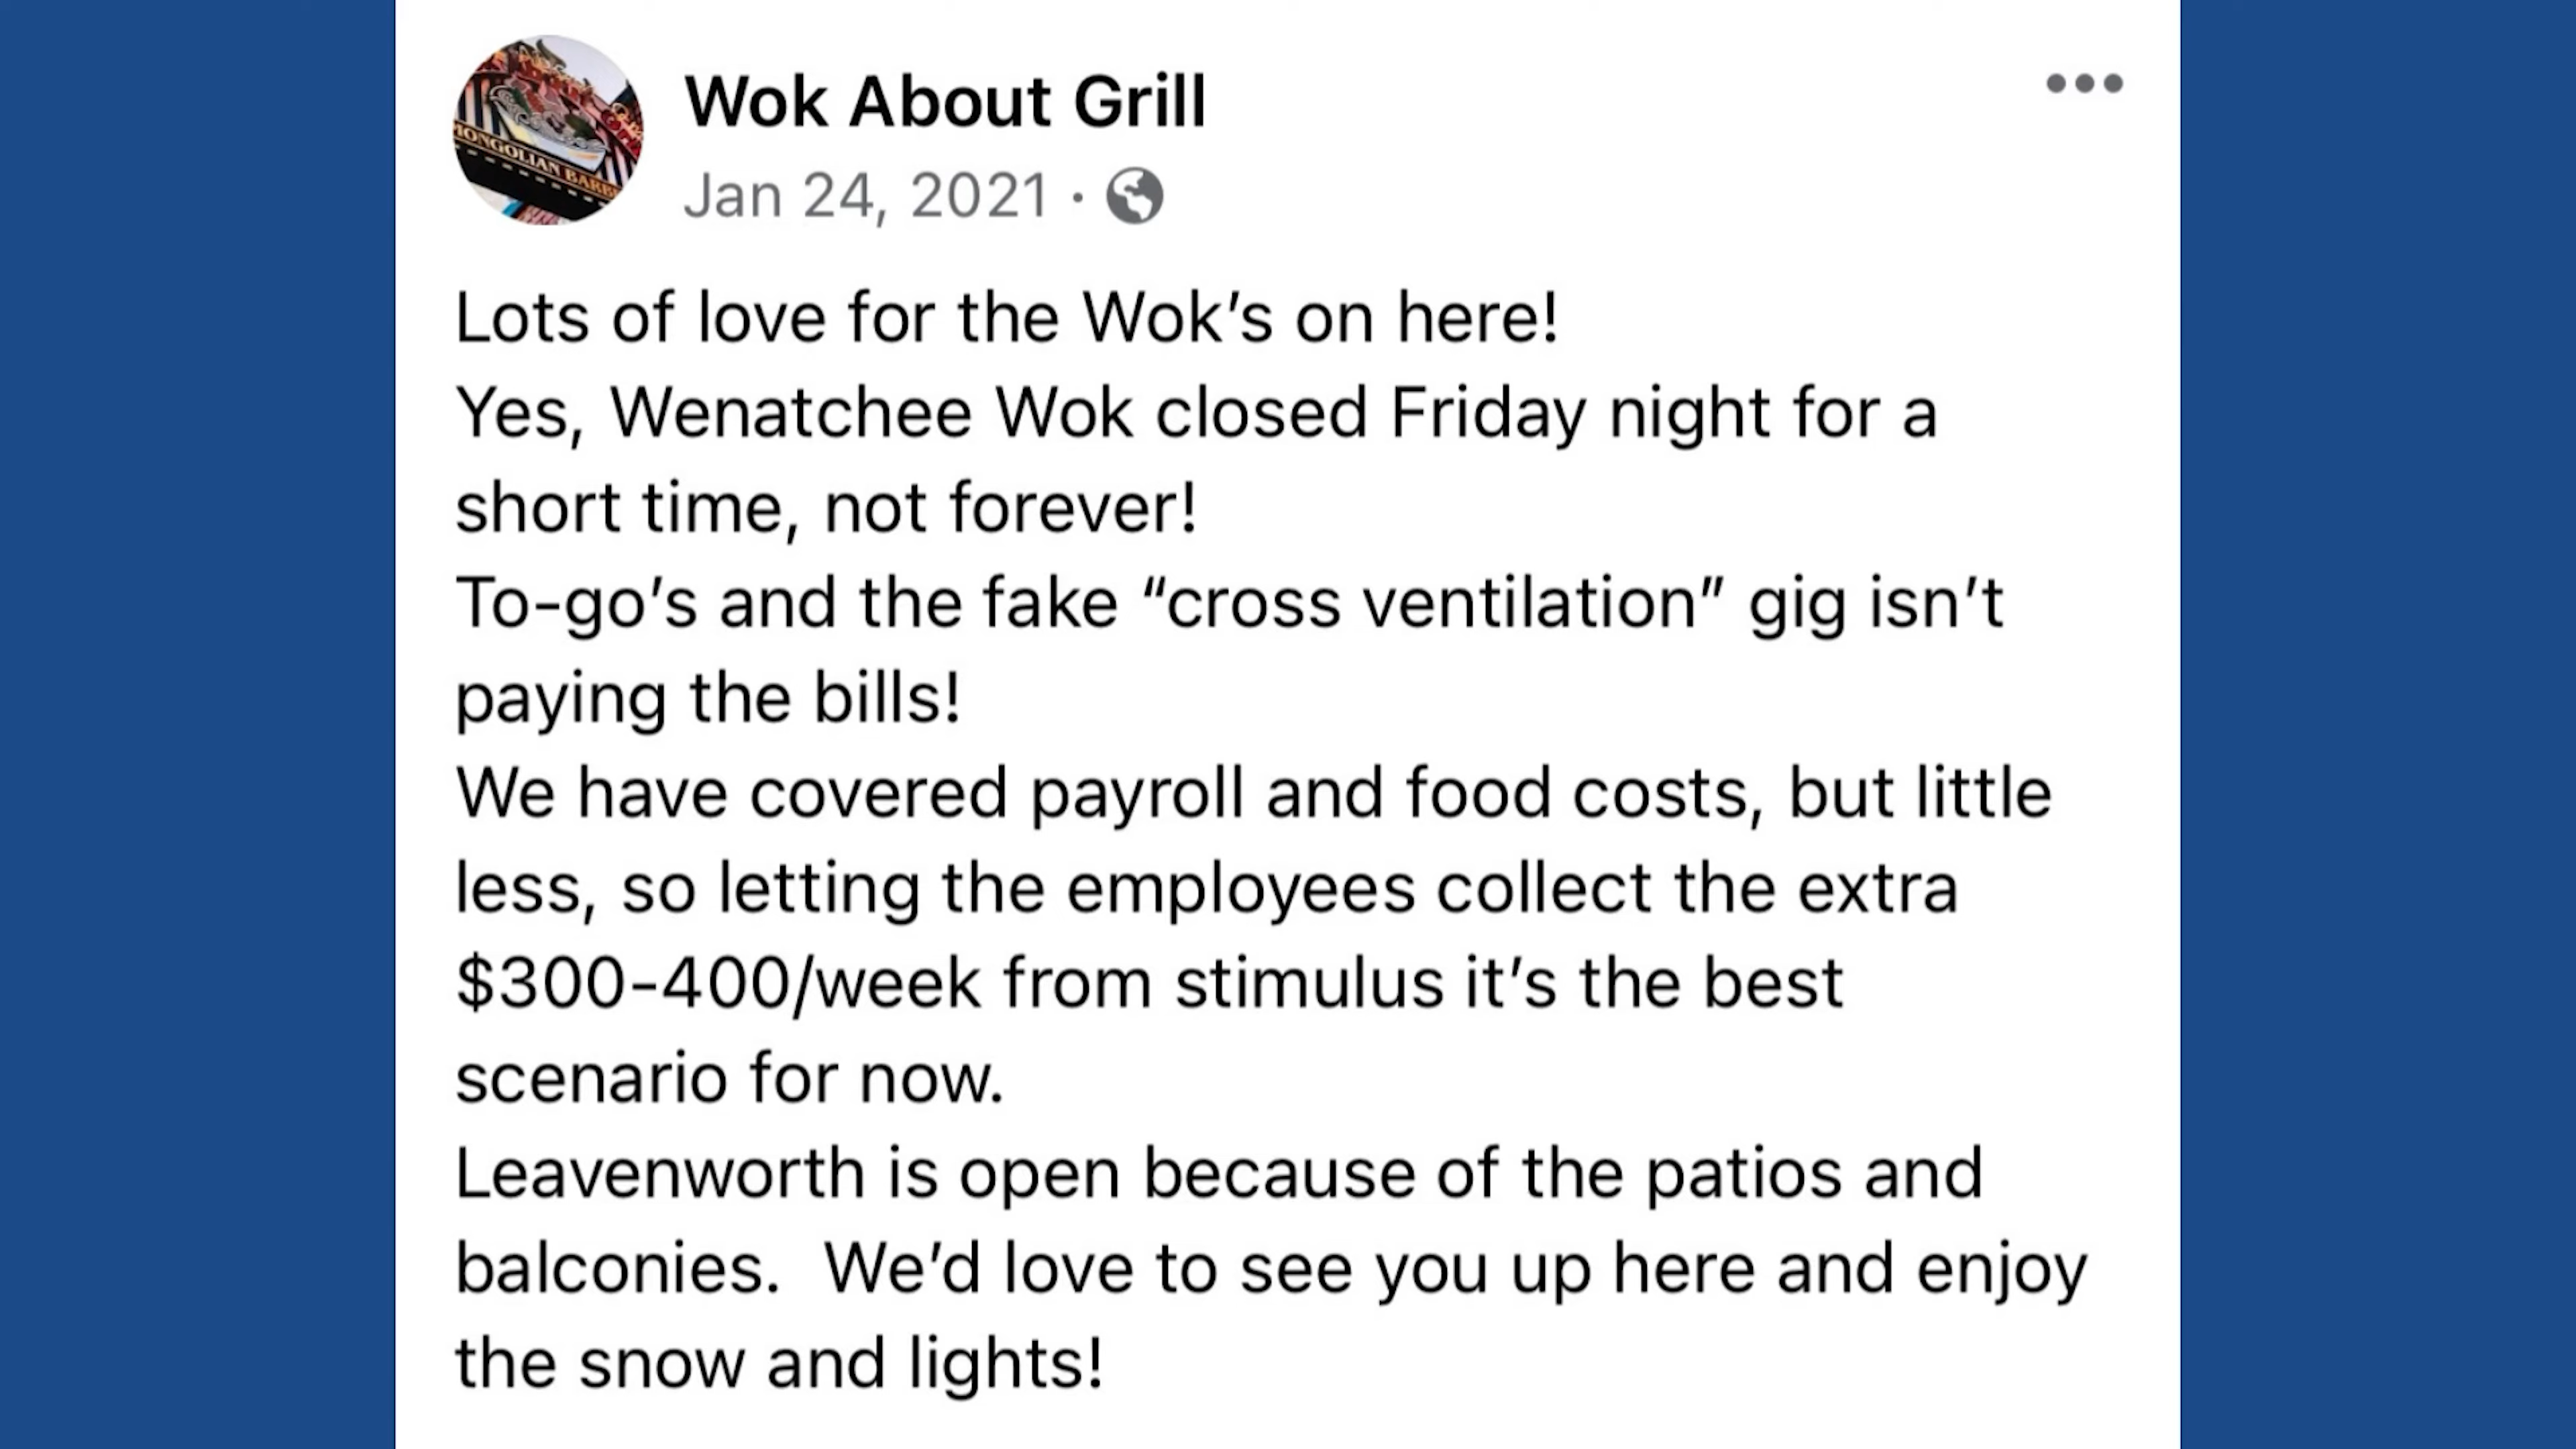 Wok About Grill
Jan 24, 2021 ·
MONGOLIAN BARB
Lots of love for the Wok’s on here!
Yes, Wenatchee Wok closed Friday night for a
short time, not forever!
To-go’s and the fake “cross ventilation” gig isn’t
paying the bills!
We have covered payroll and food costs, but little
less, so letting the employees collect the extra
$300-400/week from stimulus it’s the best
scenario for now.
Leavenworth is open because of the patios and
balconies.  We’d love to see you up here and enjoy
the snow and lights!